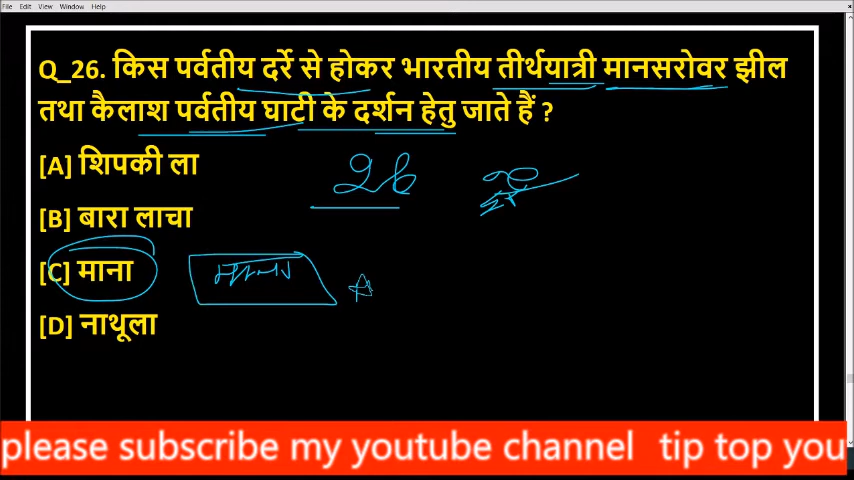 File Edit View Window Help
Q_26. किस पर्वतीय दर्रे से होकर भारतीय तीर्थयात्री मानसरोवर झील
तथा कैलाश पर्वतीय घाटी के दर्शन हेतु जाते हैं ?
[A] शिपकी ला
26
[B] बारा लाचा
[C] माना
[D] नाथूला
please subscribe my youtube channel tip top you